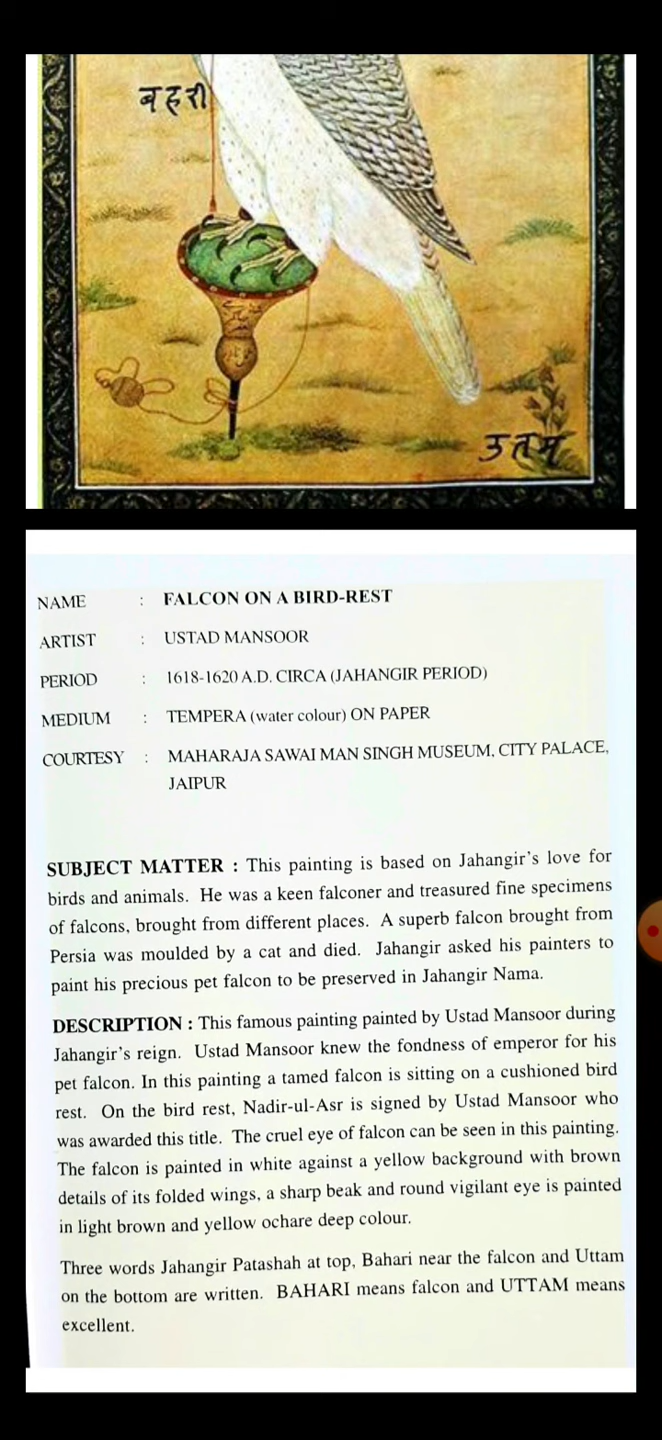 बहरी
उतम
NAME : FALCON ON A BIRD-REST
ARTIST : USTAD MANSOOR
PERIOD : 1618-1620 A.D. CIRCA (JAHANGIR PERIOD)
MEDIUM : TEMPERA (water colour) ON PAPER
COURTESY : MAHARAJA SAWAI MAN SINGH MUSEUM, CITY PALACE,
JAIPUR
SUBJECT MATTER : This painting is based on Jahangir's love for
birds and animals. He was a keen falconer and treasured fine specimens
of falcons, brought from different places. A superb falcon brought from
Persia was moulded by a cat and died. Jahangir asked his painters to
paint his precious pet falcon to be preserved in Jahangir Nama.
DESCRIPTION : This famous painting painted by Ustad Mansoor during
Jahangir's reign. Ustad Mansoor knew the fondness of emperor for his
pet falcon. In this painting a tamed falcon is sitting on a cushioned bird
rest. On the bird rest, Nadir-ul-Asr is signed by Ustad Mansoor who
was awarded this title. The cruel eye of falcon can be seen in this painting.
The falcon is painted in white against a yellow background with brown
details of its folded wings, a sharp beak and round vigilant eye is painted
in light brown and yellow ochare deep colour.
Three words Jahangir Patashah at top, Bahari near the falcon and Uttam
on the bottom are written. BAHARI means falcon and UTTAM means
excellent.